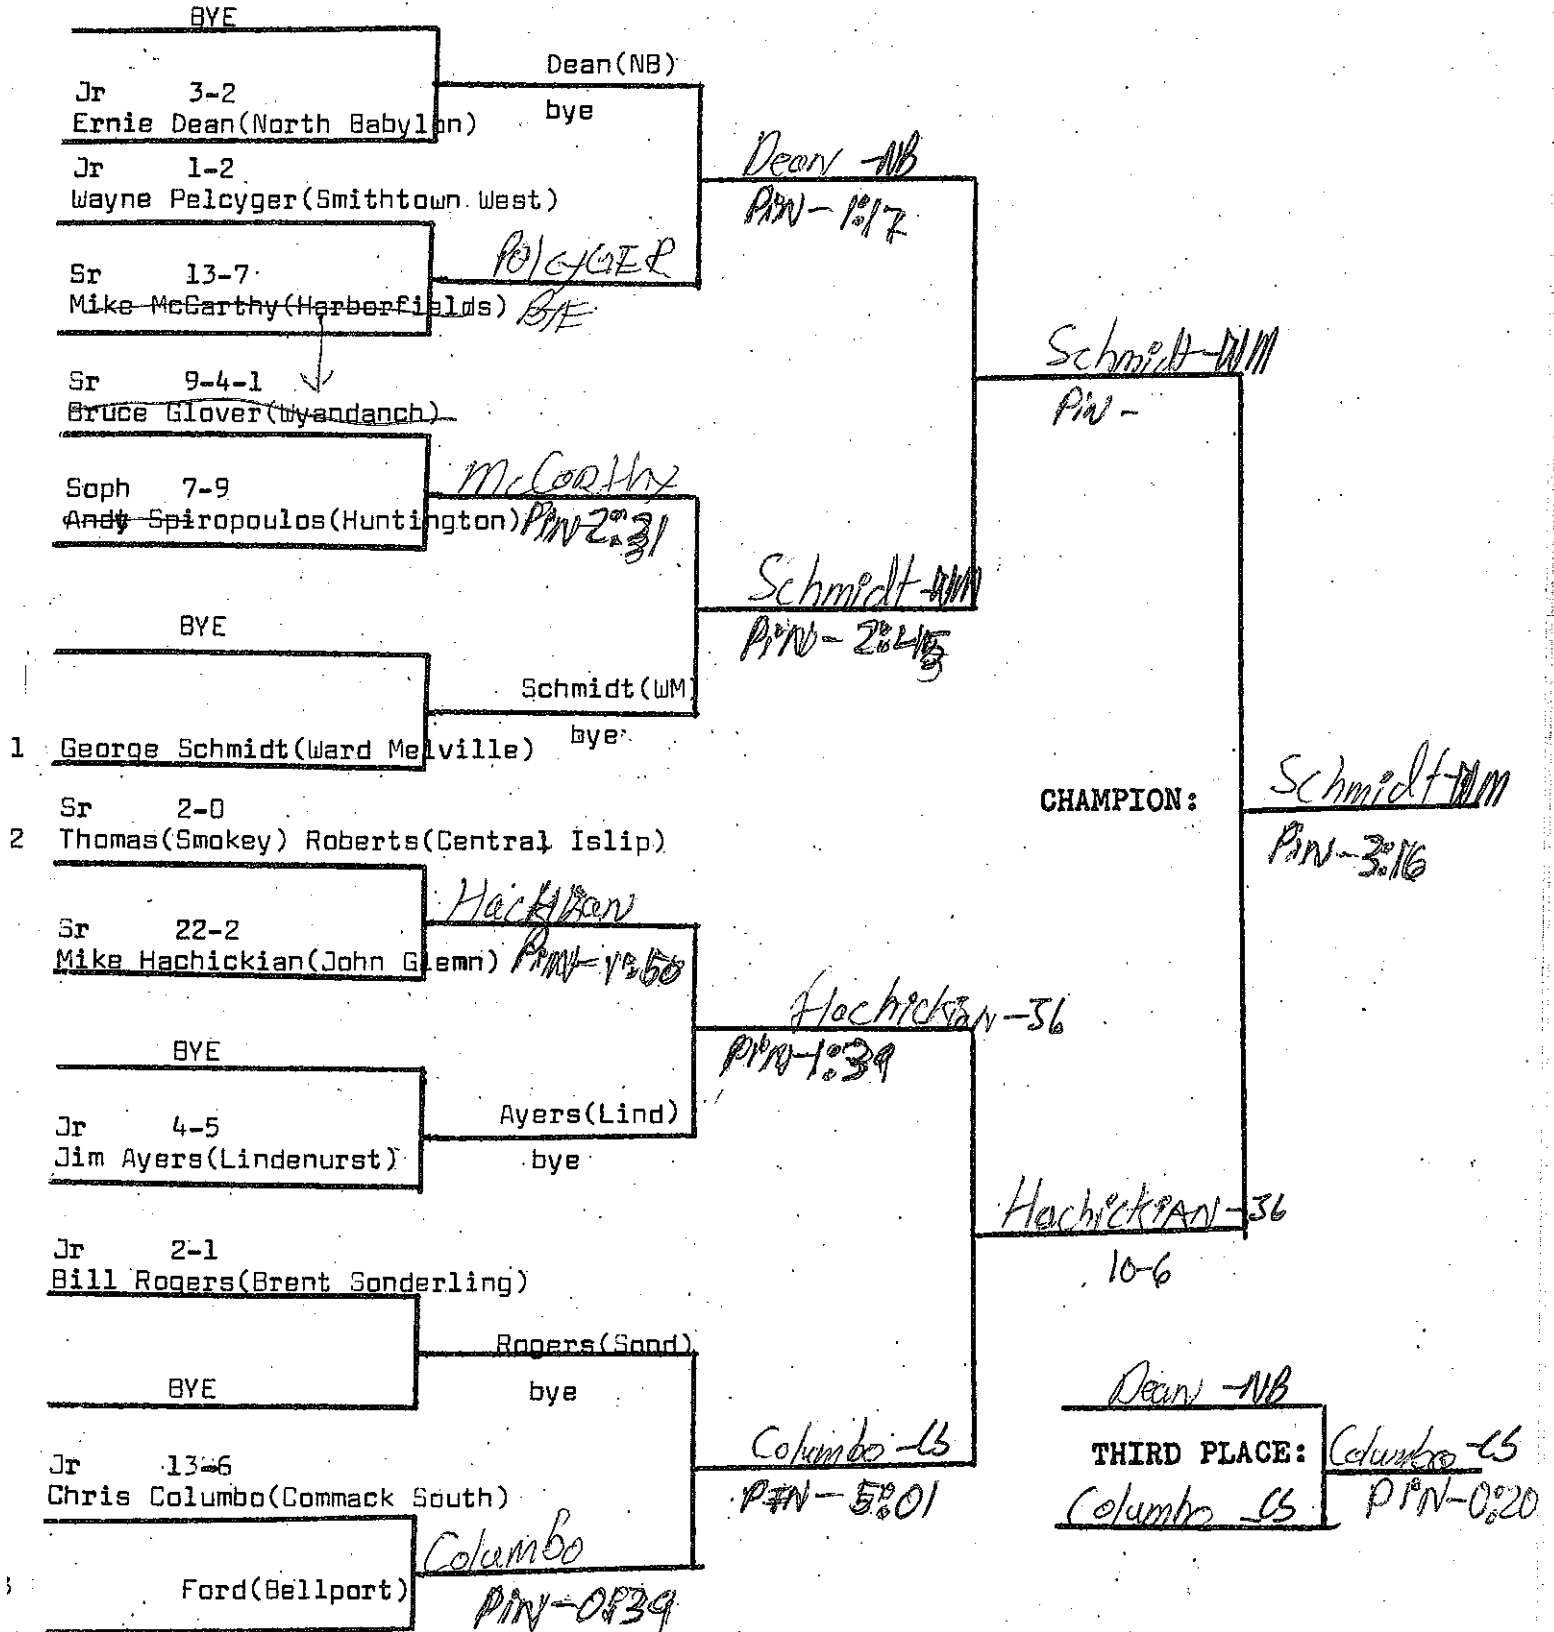 BYE
Dean(NB)
bye
Jr 3-2
Ernie Dean(North Babylon)
Jr 1-2
Wayne Pelcyger(Smithtown West)
Dean -NB
PiN- 1:17
Sr 13-7
Mike McCarthy(Harborfields)
PolcyGER
BYE
Sr 9-4-1
Bruce Glover(Wyandanch)
Schmidt-WM
PiN -
Soph 7-9
Andy Spiropoulos(Huntington)
McCarthy
PiN 2:31
Schmidt-WM
PiN- 2:45
BYE
Schmidt(WM)
bye
1 George Schmidt(Ward Melville)
Sr 2-0
2 Thomas(Smokey) Roberts(Central Islip)
CHAMPION:
Schmidt-WM
PiN-3:16
Sr 22-2
Mike Hachickian(John Glemn)
PiN-1:50
Hachickian -JG
PiN-1:39
BYE
Ayers(Lind)
bye
Jr 4-5
Jim Ayers(Lindenurst)
Hachickian -JG
10-6
Jr 2-1
Bill Rogers(Brent Sonderling)
Rogers(Sond)
bye
BYE
Columbo -CS
PiN- 5:01
Jr 13-6
Chris Columbo(Commack South)
Ford(Bellport)
Columbo
PiN-0:39
Dean -NB
THIRD PLACE:
Columbo -CS
Columbo -CS
PiN-0:20